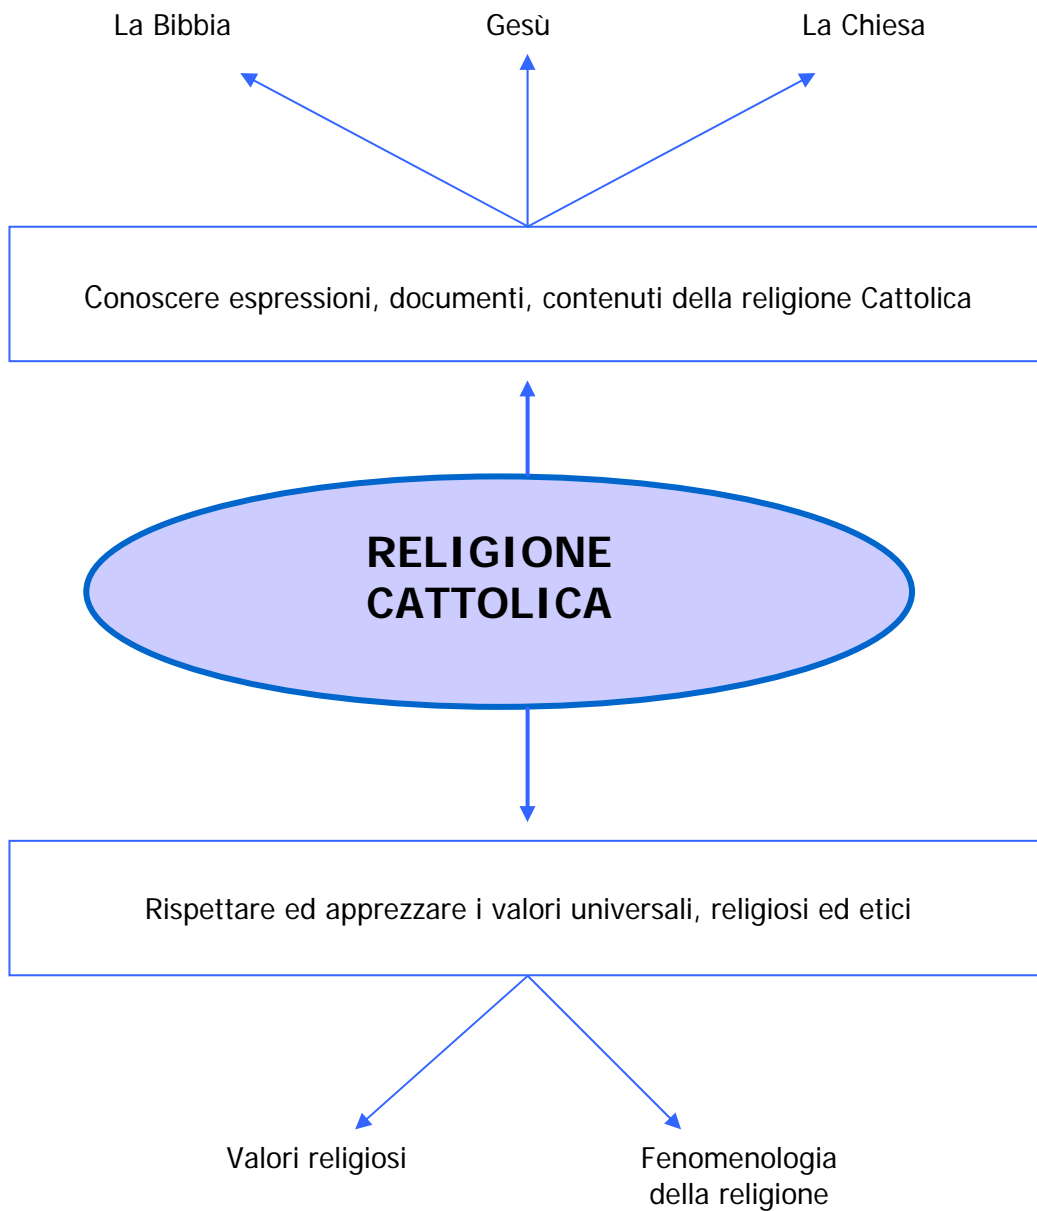 La Bibbia
Gesù
La Chiesa
Conoscere espressioni, documenti, contenuti della religione Cattolica
RELIGIONE
CATTOLICA
Rispettare ed apprezzare i valori universali, religiosi ed etici
Valori religiosi
Fenomenologia
della religione